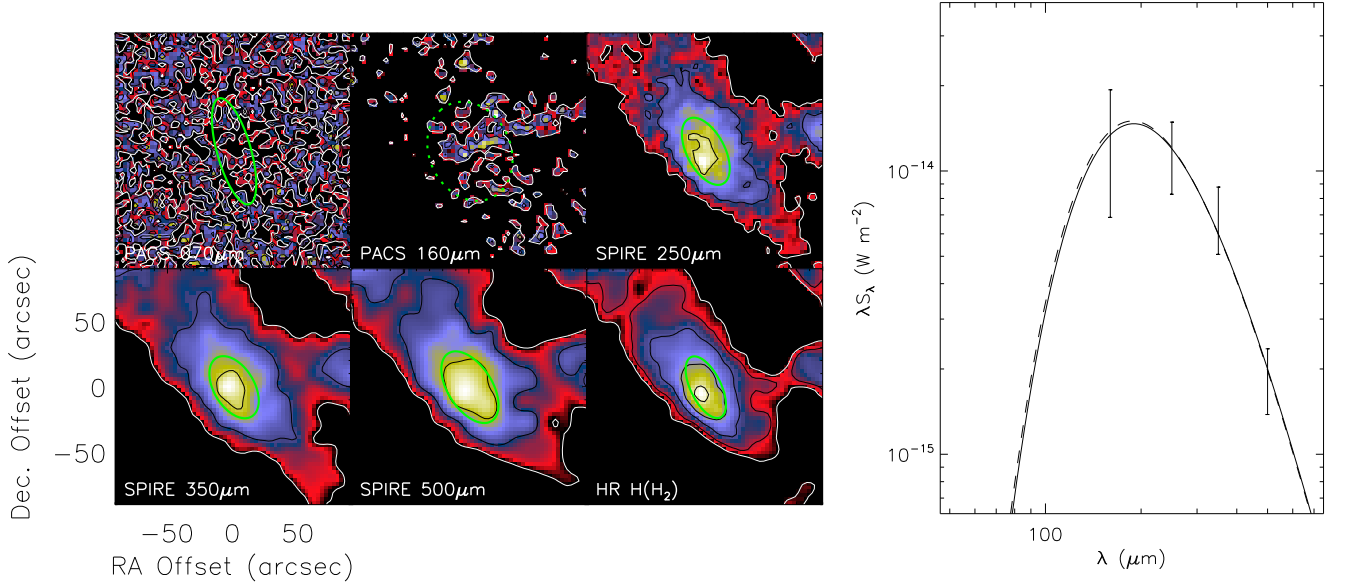 PACS 070μm
PACS 160μm
SPIRE 250μm
SPIRE 350μm
SPIRE 500μm
HR H(H₂)
Dec. Offset (arcsec)
50
0
−50
−50 0 50
RA Offset (arcsec)
λS_λ (W m⁻²)
10⁻¹⁴
10⁻¹⁵
100
λ (μm)